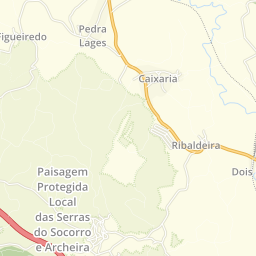 Figueiredo
Pedra
Lages
Caixaria
Ribaldeira
Dois
Paisagem
Protegida
Local
das Serras
do Socorro
e Archeira